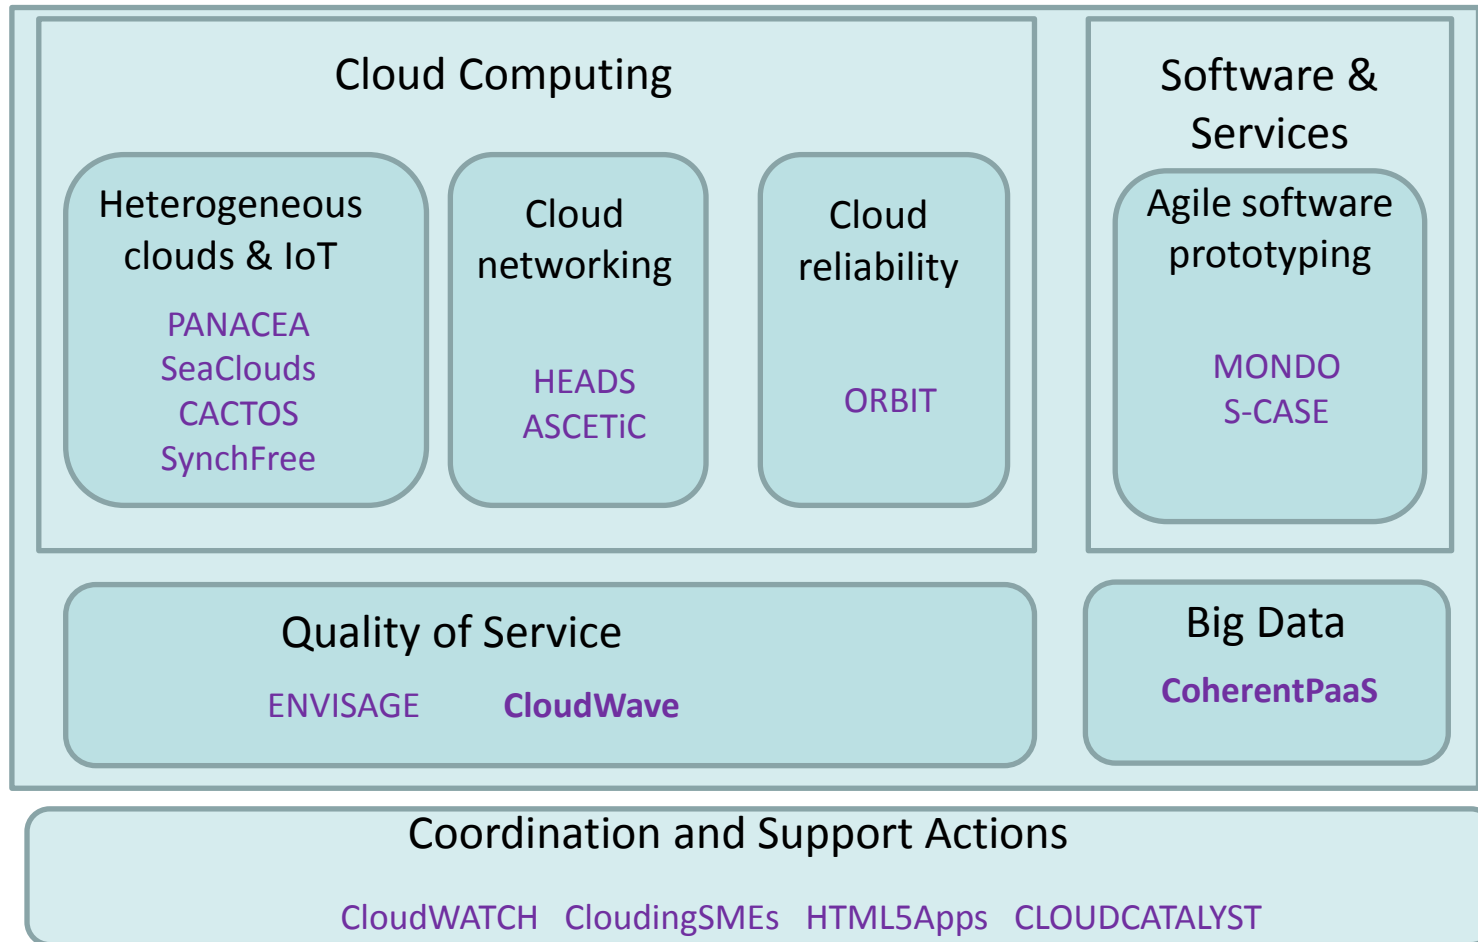 Cloud Computing
Heterogeneous
clouds & IoT
PANACEA
SeaClouds
CACTOS
SynchFree
Cloud
networking
HEADS
ASCETiC
Cloud
reliability
ORBIT
Software &
Services
Agile software
prototyping
MONDO
S-CASE
Quality of Service
ENVISAGE CloudWave
Big Data
CoherentPaaS
Coordination and Support Actions
CloudWATCH CloudingSMEs HTML5Apps CLOUDCATALYST